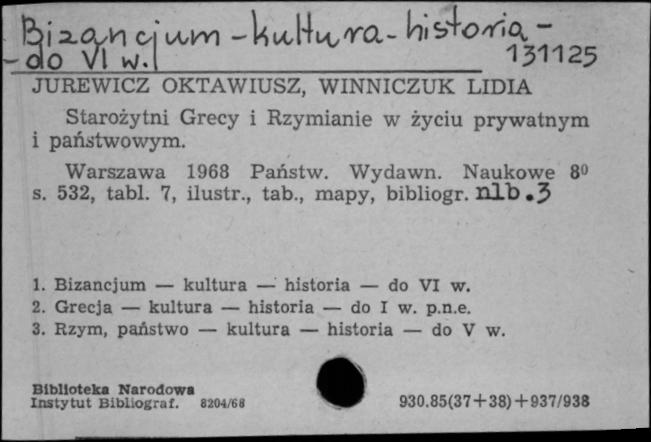 Bizancjum - kultura - historia -
- do VI w.
131125
JUREWICZ OKTAWIUSZ, WINNICZUK LIDIA
Starożytni Grecy i Rzymianie w życiu prywatnym
i państwowym.
Warszawa 1968 Państw. Wydawn. Naukowe 8⁰
s. 532, tabl. 7, ilustr., tab., mapy, bibliogr. nlb.3
1. Bizancjum — kultura — historia — do VI w.
2. Grecja — kultura — historia — do I w. p.n.e.
3. Rzym, państwo — kultura — historia — do V w.
Biblioteka Narodowa
Instytut Bibliograf. 8204/68
930.85(37+38)+937/938